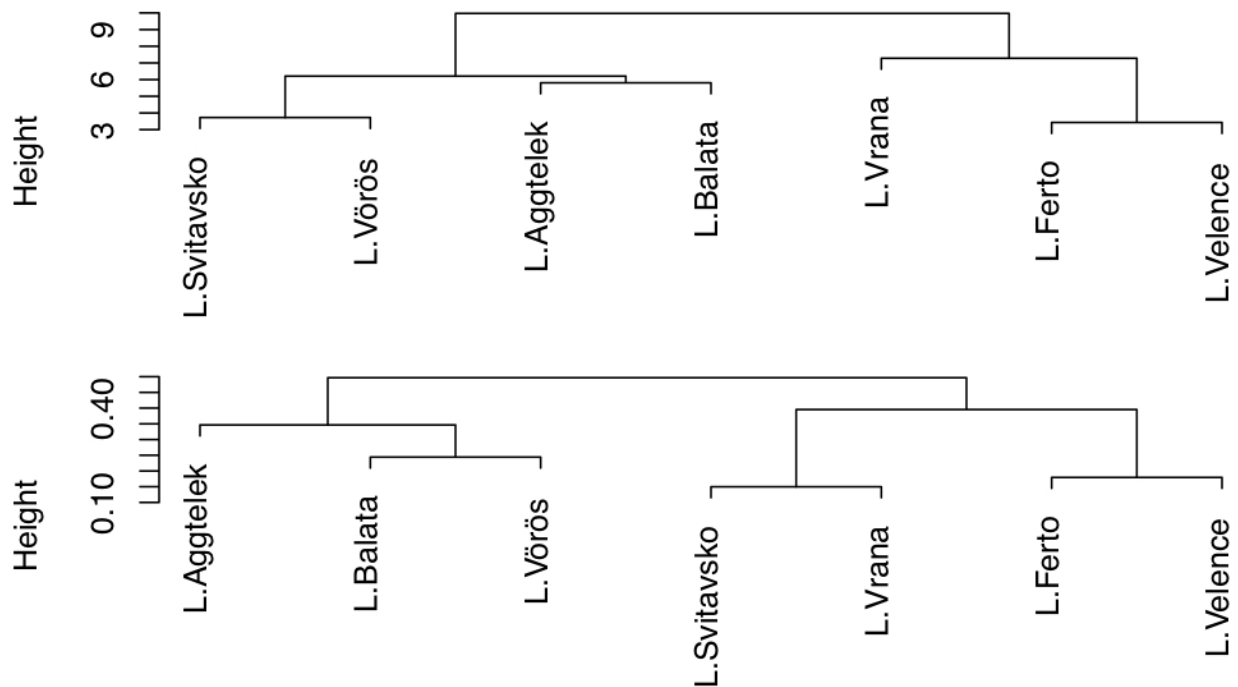 Height
3
6
9
L.Svitavsko
L.Vörös
L.Aggtelek
L.Balata
L.Vrana
L.Ferto
L.Velence
Height
0.10
0.40
L.Aggtelek
L.Balata
L.Vörös
L.Svitavsko
L.Vrana
L.Ferto
L.Velence